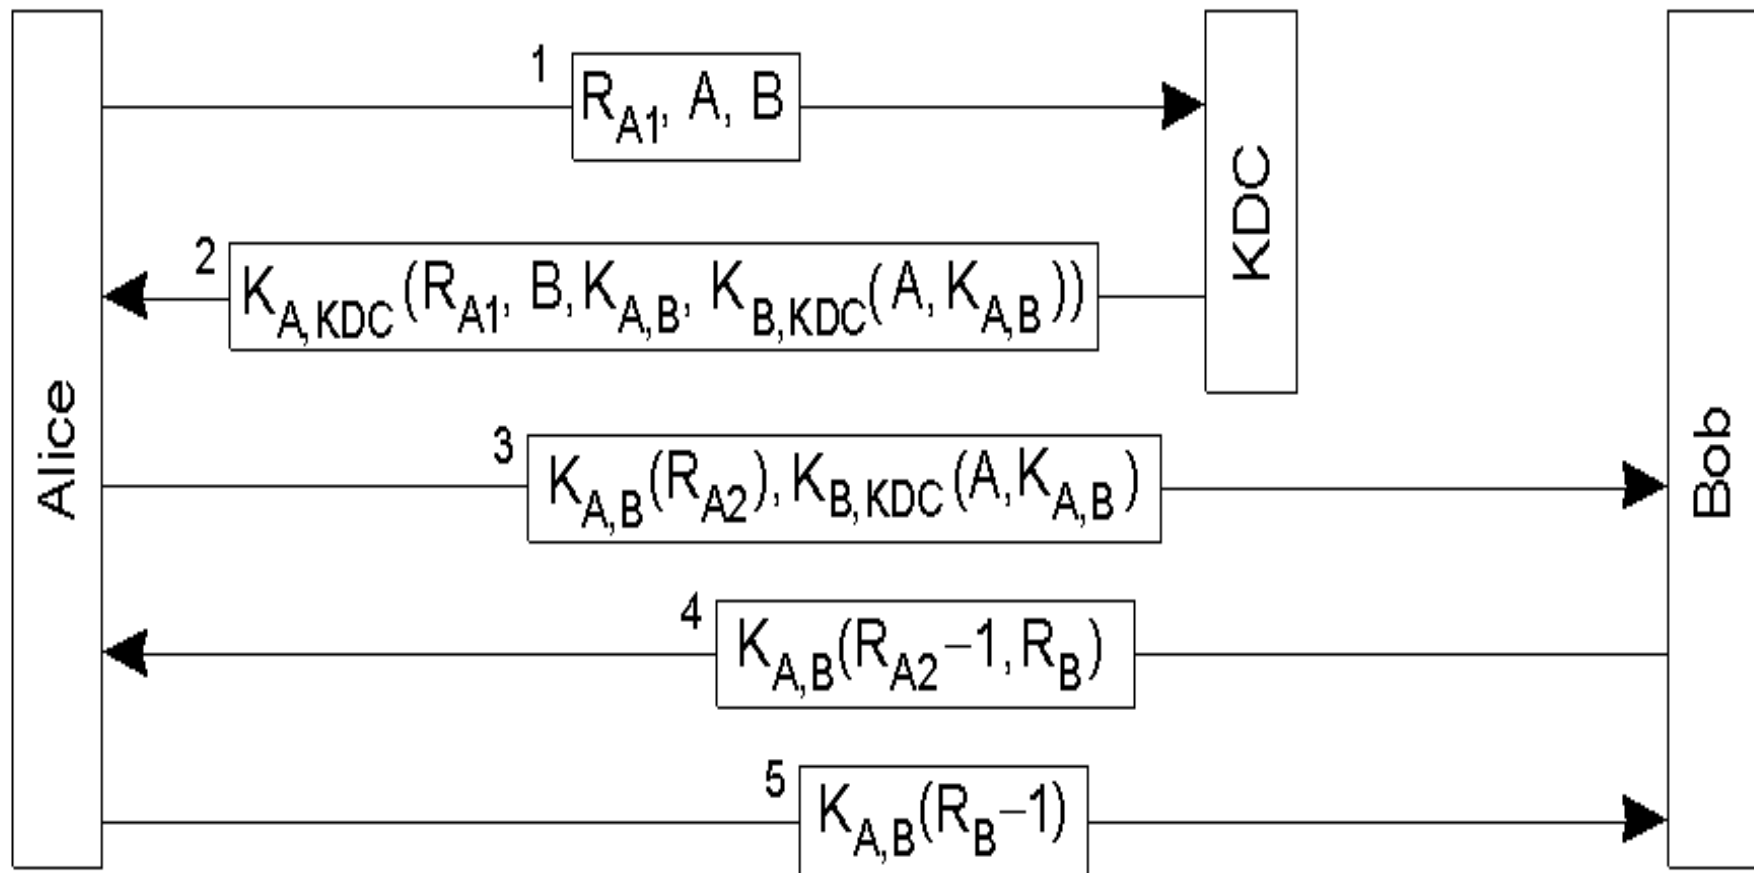 1
R_A1, A, B
KDC
2
K_A,KDC(R_A1, B, K_A,B, K_B,KDC(A, K_A,B))
Alice
3
K_A,B(R_A2), K_B,KDC(A, K_A,B)
Bob
4
K_A,B(R_A2−1, R_B)
5
K_A,B(R_B−1)